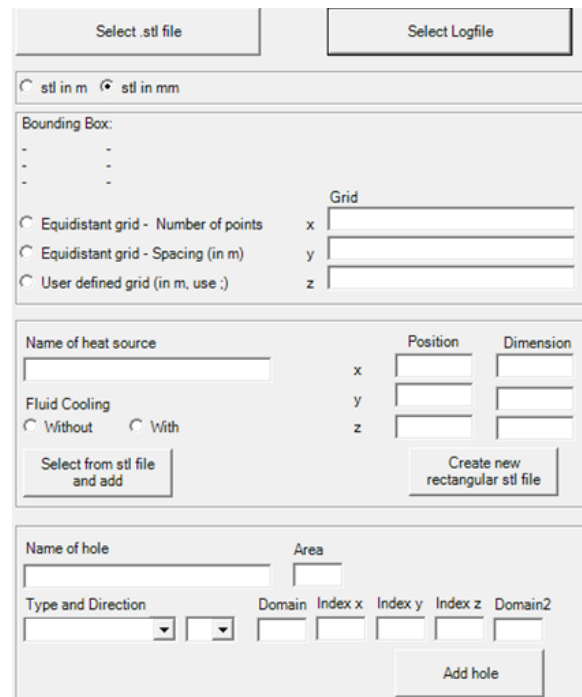 Select .stl file
Select Logfile
stl in m stl in mm
Bounding Box:
- -
- -
- -
Grid
Equidistant grid - Number of points x
Equidistant grid - Spacing (in m) y
User defined grid (in m, use ;) z
Name of heat source
Position Dimension
x
y
z
Fluid Cooling
Without With
Select from stl file
and add
Create new
rectangular stl file
Name of hole Area
Type and Direction Domain Index x Index y Index z Domain2
Add hole